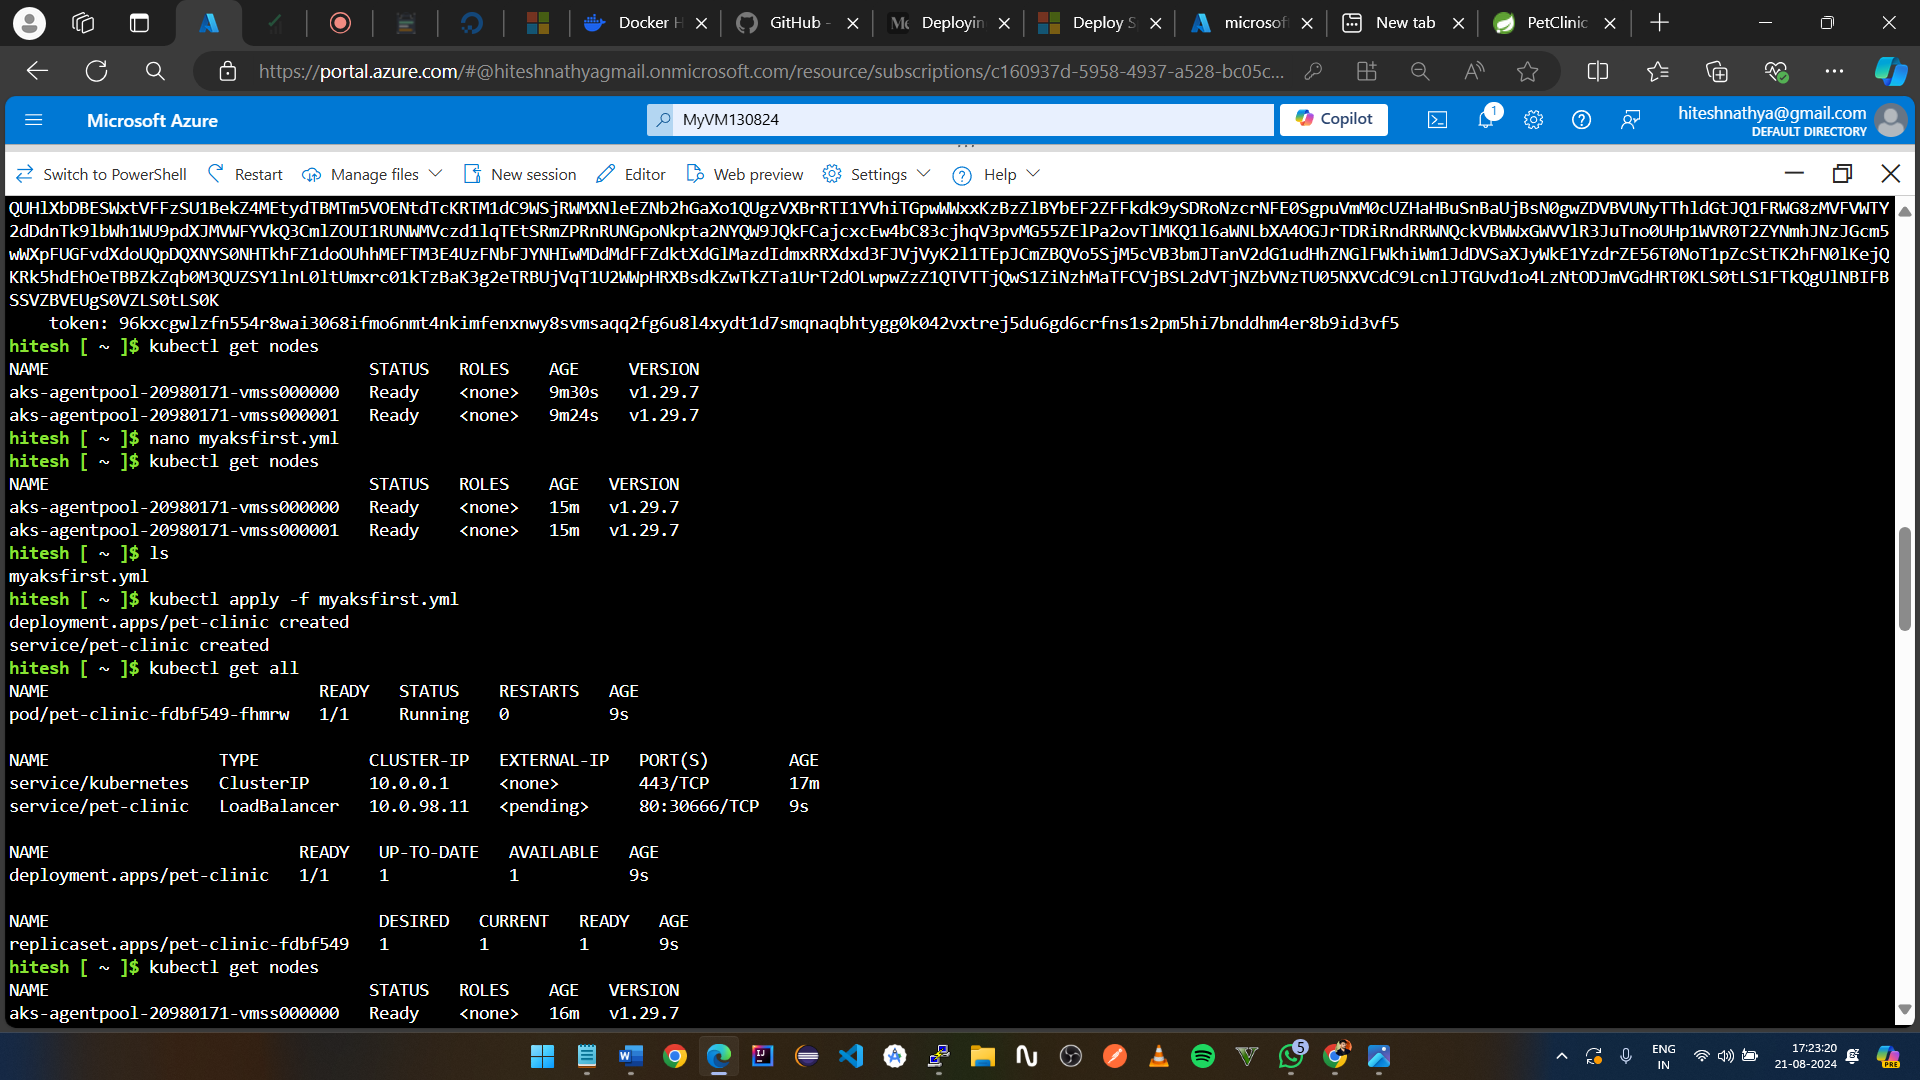 Docker H
GitHub -
Deployin
Deploy S
microsof
New tab
PetClinic
https://portal.azure.com/#@hiteshnathyagmail.onmicrosoft.com/resource/subscriptions/c160937d-5958-4937-a528-bc05c...
Microsoft Azure
MyVM130824
Copilot
1
hiteshnathya@gmail.com
DEFAULT DIRECTORY
Switch to PowerShell
Restart
Manage files
New session
Editor
Web preview
Settings
Help
hitesh [ ~ ]$ kubectl get nodes
NAME STATUS ROLES AGE VERSION
aks-agentpool-20980171-vmss000000 Ready <none> 9m30s v1.29.7
aks-agentpool-20980171-vmss000001 Ready <none> 9m24s v1.29.7
hitesh [ ~ ]$ nano myaksfirst.yml
hitesh [ ~ ]$ kubectl get nodes
NAME STATUS ROLES AGE VERSION
aks-agentpool-20980171-vmss000000 Ready <none> 15m v1.29.7
aks-agentpool-20980171-vmss000001 Ready <none> 15m v1.29.7
hitesh [ ~ ]$ ls
myaksfirst.yml
hitesh [ ~ ]$ kubectl apply -f myaksfirst.yml
deployment.apps/pet-clinic created
service/pet-clinic created
hitesh [ ~ ]$ kubectl get all
NAME READY STATUS RESTARTS AGE
pod/pet-clinic-fdbf549-fhmrw 1/1 Running 0 9s
NAME TYPE CLUSTER-IP EXTERNAL-IP PORT(S) AGE
service/kubernetes ClusterIP 10.0.0.1 <none> 443/TCP 17m
service/pet-clinic LoadBalancer 10.0.98.11 <pending> 80:30666/TCP 9s
NAME READY UP-TO-DATE AVAILABLE AGE
deployment.apps/pet-clinic 1/1 1 1 9s
NAME DESIRED CURRENT READY AGE
replicaset.apps/pet-clinic-fdbf549 1 1 1 9s
hitesh [ ~ ]$ kubectl get nodes
NAME STATUS ROLES AGE VERSION
aks-agentpool-20980171-vmss000000 Ready <none> 16m v1.29.7
5
ENG
IN
17:23:20
21-08-2024